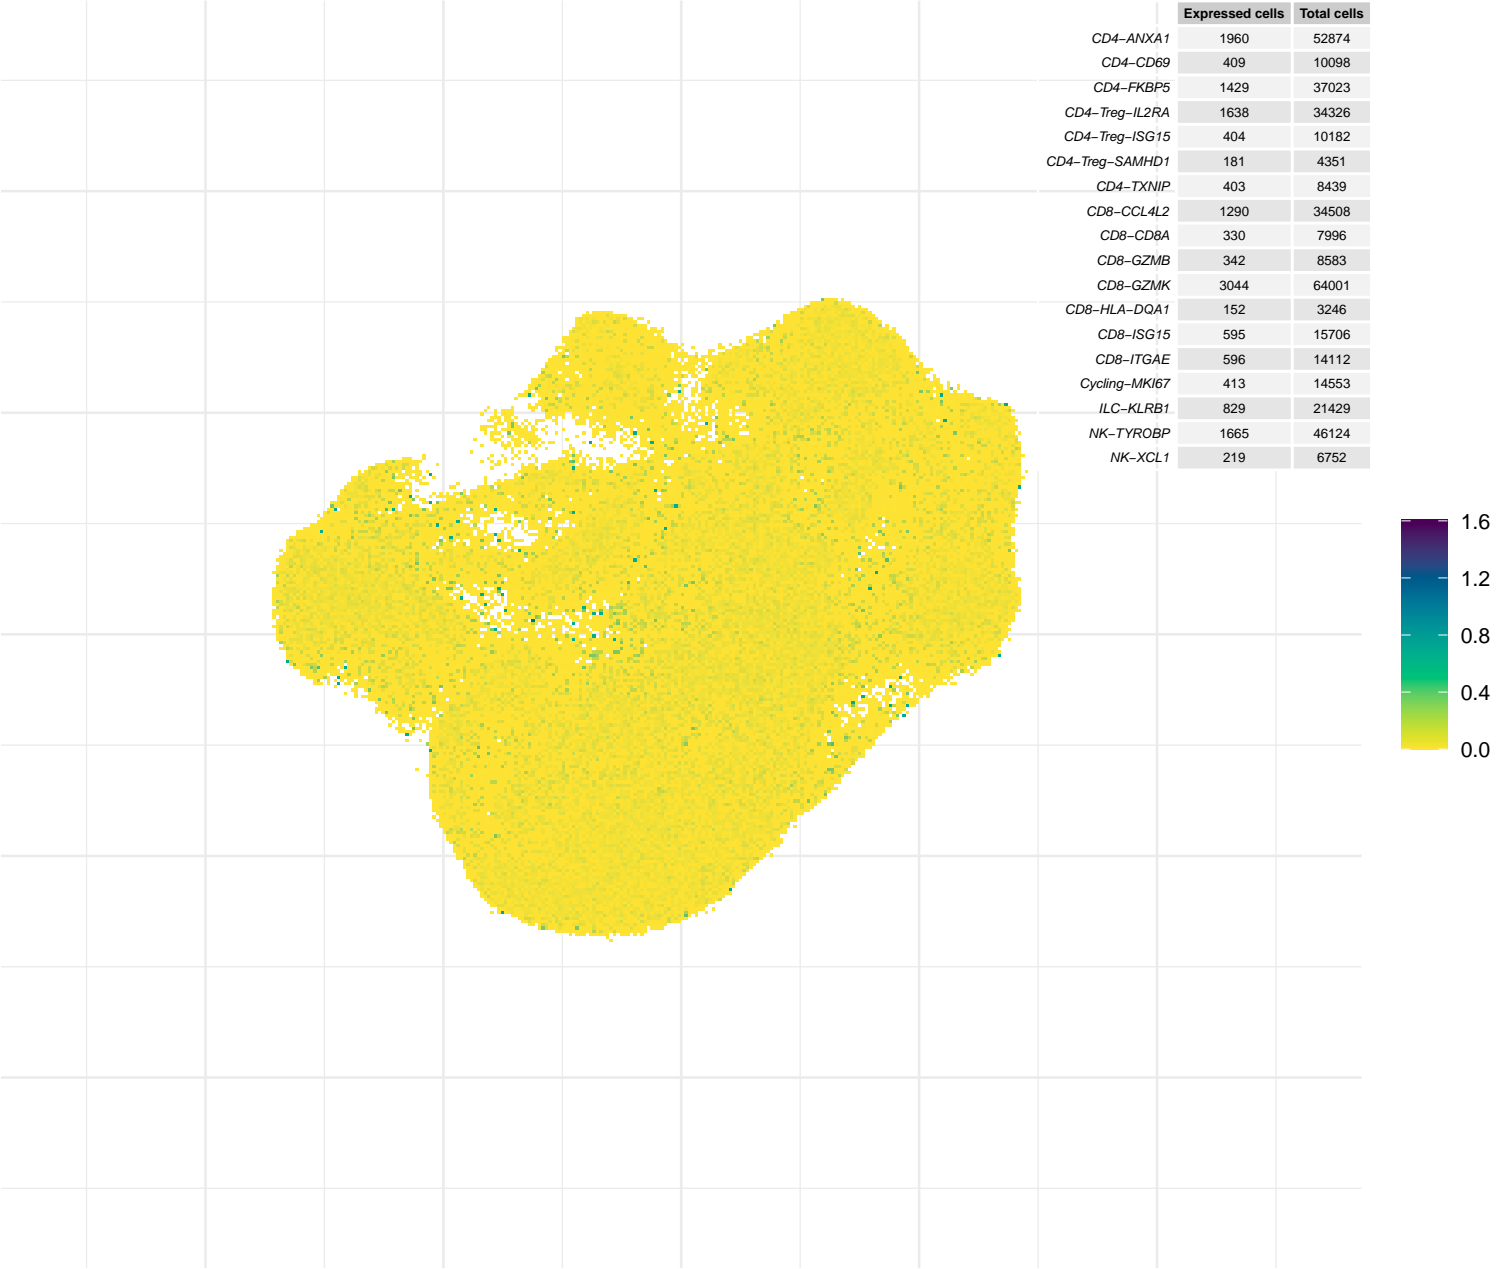 Expressed cells Total cells
CD4−ANXA1 1960 52874
CD4−CD69 409 10098
CD4−FKBP5 1429 37023
CD4−Treg−IL2RA 1638 34326
CD4−Treg−ISG15 404 10182
CD4−Treg−SAMHD1 181 4351
CD4−TXNIP 403 8439
CD8−CCL4L2 1290 34508
CD8−CD8A 330 7996
CD8−GZMB 342 8583
CD8−GZMK 3044 64001
CD8−HLA−DQA1 152 3246
CD8−ISG15 595 15706
CD8−ITGAE 596 14112
Cycling−MKI67 413 14553
ILC−KLRB1 829 21429
NK−TYROBP 1665 46124
NK−XCL1 219 6752
1.6
1.2
0.8
0.4
0.0